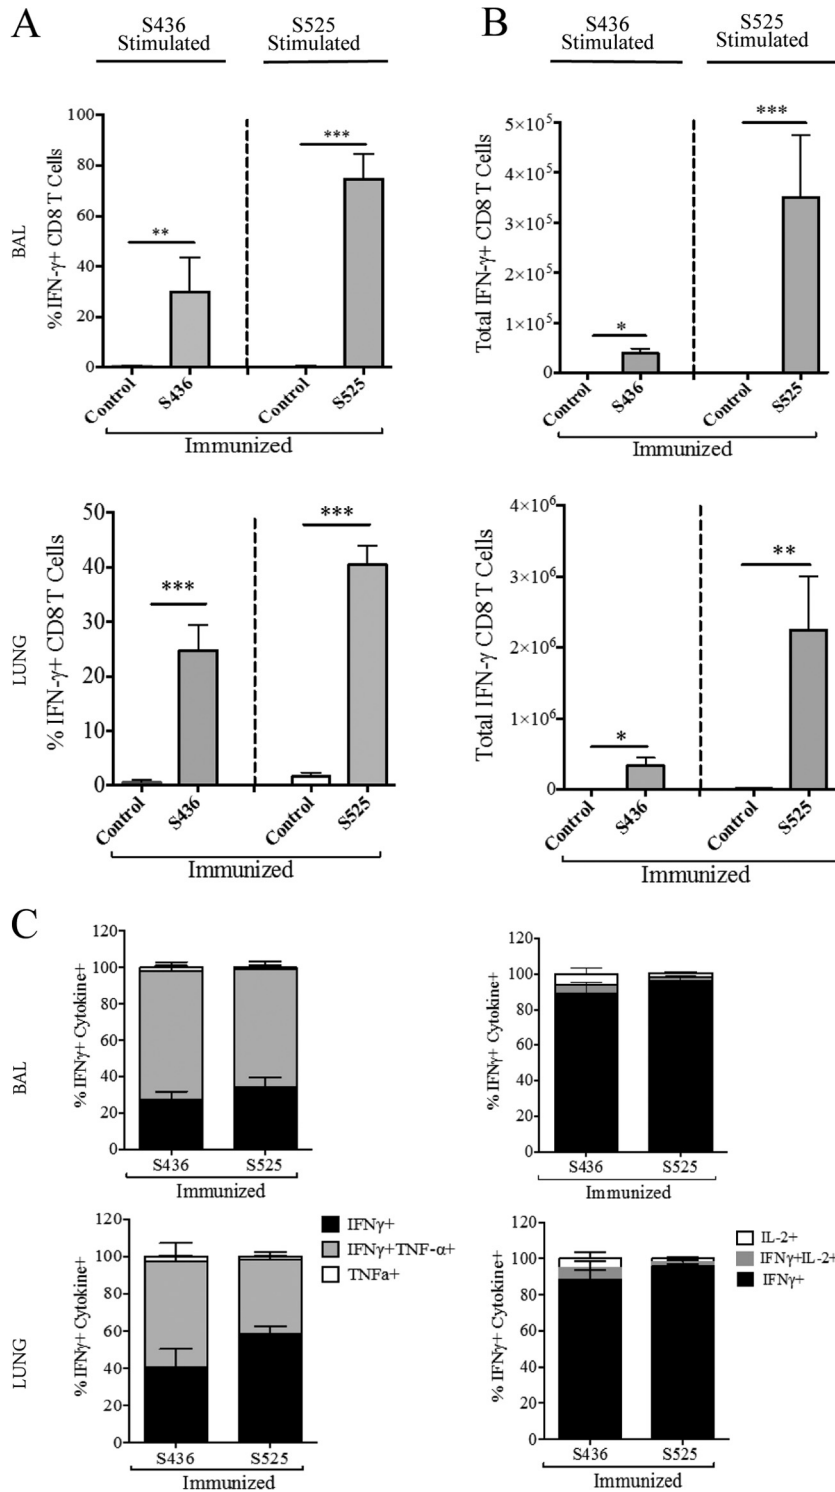 A
S436
Stimulated
S525
Stimulated
B
S436
Stimulated
S525
Stimulated
BAL
% IFN-γ+ CD8 T Cells
100
80
60
40
20
0
**
***
Control
S436
Control
S525
Immunized
Total IFN-γ+ CD8 T Cells
5×10⁵
4×10⁵
3×10⁵
2×10⁵
1×10⁵
0
*
***
Control
S436
Control
S525
Immunized
LUNG
% IFN-γ+ CD8 T Cells
50
40
30
20
10
0
***
***
Control
S436
Control
S525
Immunized
Total IFN-γ CD8 T Cells
4×10⁶
3×10⁶
2×10⁶
1×10⁶
0
*
**
Control
S436
Control
S525
Immunized
C
BAL
% IFNγ+ Cytokine+
120
100
80
60
40
20
0
S436
S525
Immunized
% IFNγ+ Cytokine+
120
100
80
60
40
20
0
S436
S525
Immunized
LUNG
% IFNγ+ Cytokine+
120
100
80
60
40
20
0
S436
S525
Immunized
IFNγ+
IFNγ+TNF-α+
TNFa+
% IFNγ+ Cytokine+
120
100
80
60
40
20
0
S436
S525
Immunized
IL-2+
IFNγ+IL-2+
IFNγ+